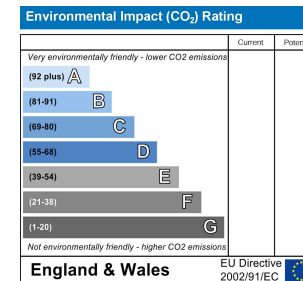 Environmental Impact (CO₂) Rating
Current Poten
Very environmentally friendly - lower CO2 emissions
(92 plus) A
(81-91) B
(69-80) C
(55-68) D
(39-54) E
(21-38) F
(1-20) G
Not environmentally friendly - higher CO2 emissions
England & Wales
EU Directive
2002/91/EC